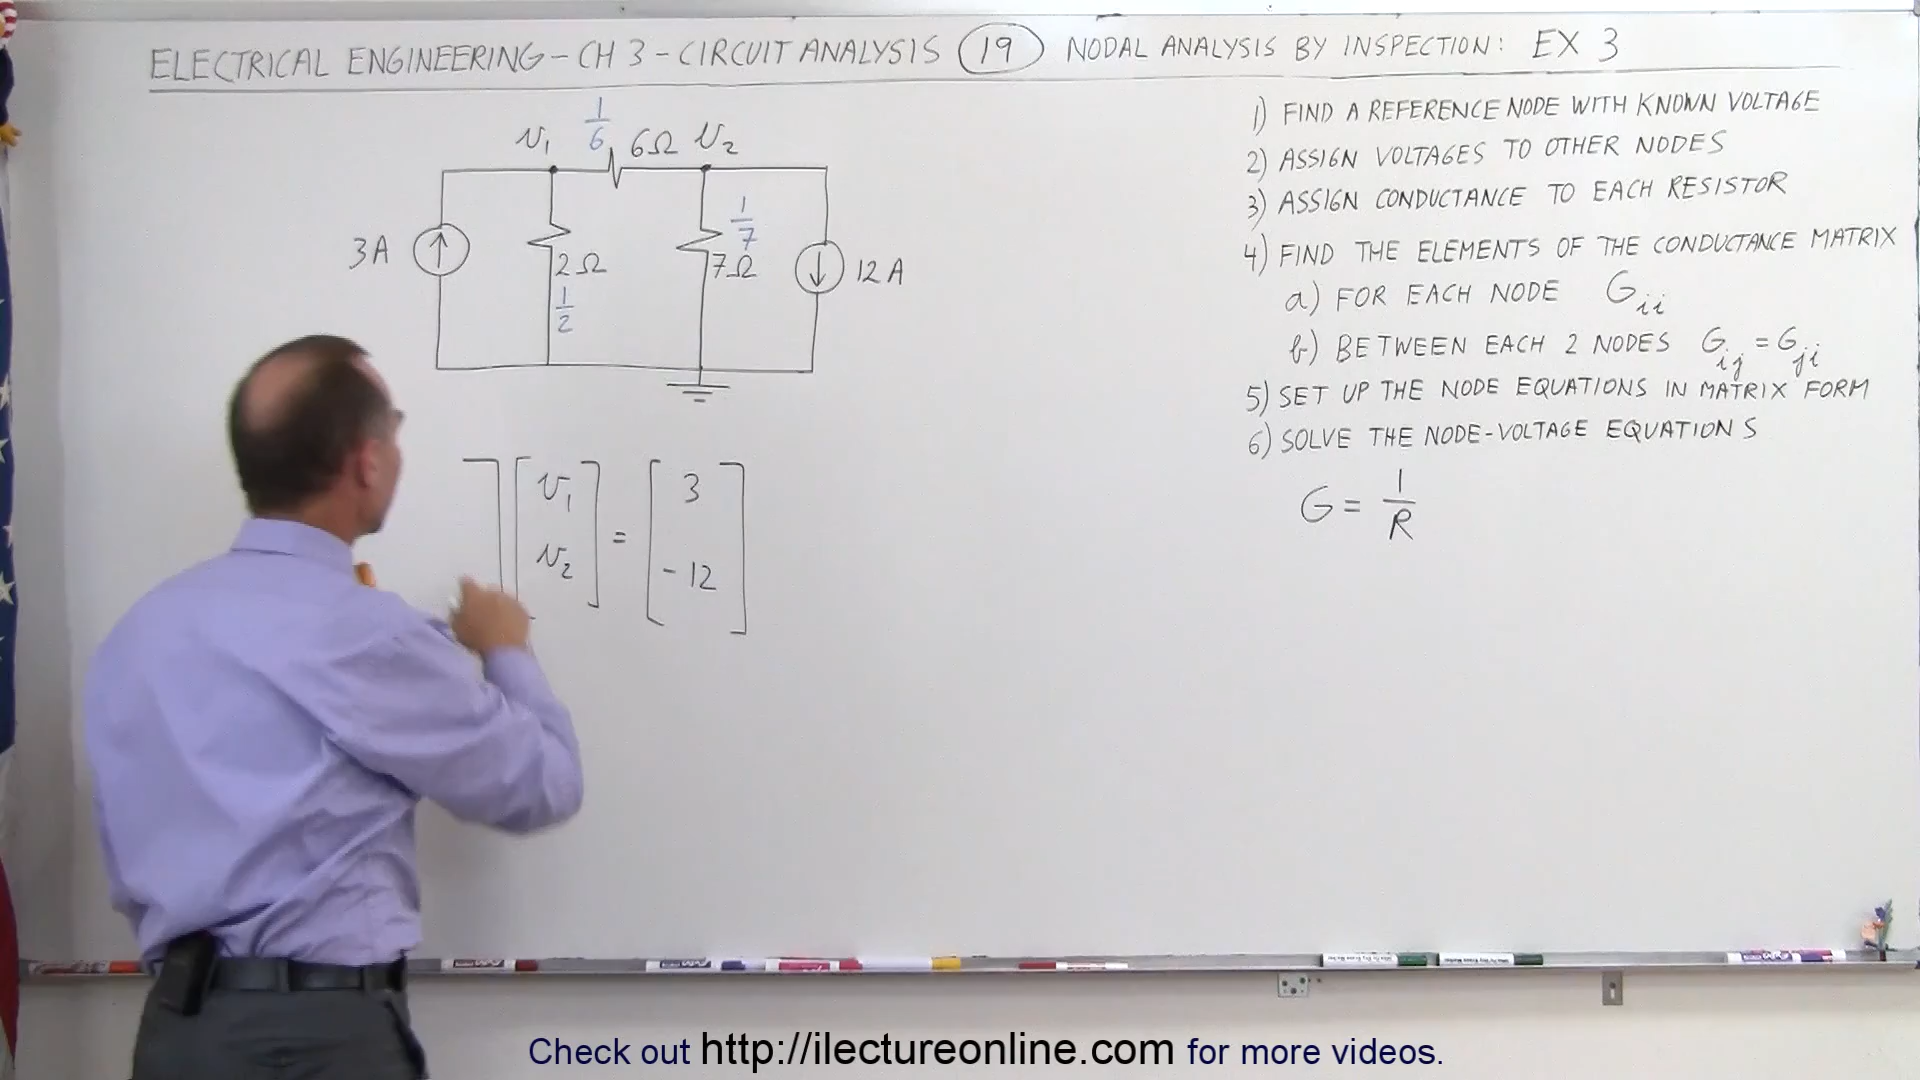 ELECTRICAL ENGINEERING - CH 3 - CIRCUIT ANALYSIS 19 NODAL ANALYSIS BY INSPECTION: EX 3
1) FIND A REFERENCE NODE WITH KNOWN VOLTAGE
2) ASSIGN VOLTAGES TO OTHER NODES
3) ASSIGN CONDUCTANCE TO EACH RESISTOR
4) FIND THE ELEMENTS OF THE CONDUCTANCE MATRIX
a) FOR EACH NODE G_ii
b) BETWEEN EACH 2 NODES G_ij = G_ji
5) SET UP THE NODE EQUATIONS IN MATRIX FORM
6) SOLVE THE NODE-VOLTAGE EQUATIONS
G = 1/R
v₁ 1/6 6Ω v₂
3A 2Ω 1/2 1/7 7Ω 12A
] [v₁ = [3
v₂] -12]
Check out http://ilectureonline.com for more videos.